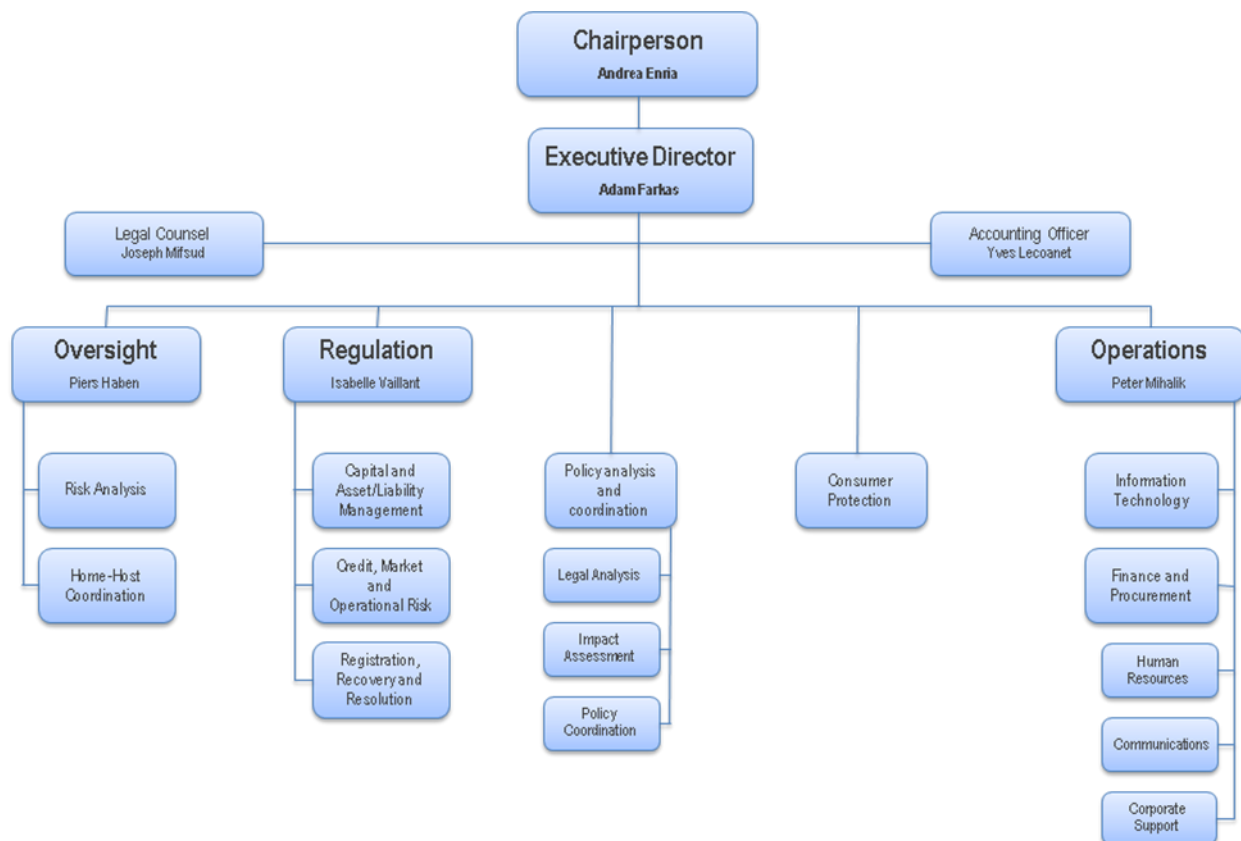 Chairperson
Andrea Enria
Executive Director
Adam Farkas
Legal Counsel
Joseph Mifsud
Accounting Officer
Yves Lecoanet
Oversight
Piers Haben
Regulation
Isabelle Vaillant
Operations
Peter Mihalik
Risk Analysis
Home-Host
Coordination
Capital and
Asset/Liability
Management
Credit, Market
and
Operational Risk
Registration,
Recovery and
Resolution
Policy analysis
and
coordination
Legal Analysis
Impact
Assessment
Policy
Coordination
Consumer
Protection
Information
Technology
Finance and
Procurement
Human
Resources
Communications
Corporate
Support